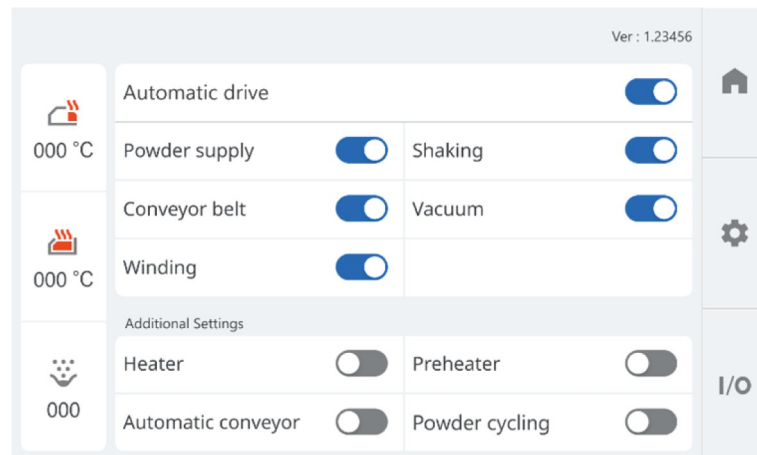 Ver : 1.23456
000 °C
000 °C
000
Automatic drive
Powder supply
Shaking
Conveyor belt
Vacuum
Winding
Additional Settings
Heater
Preheater
Automatic conveyor
Powder cycling
I/O